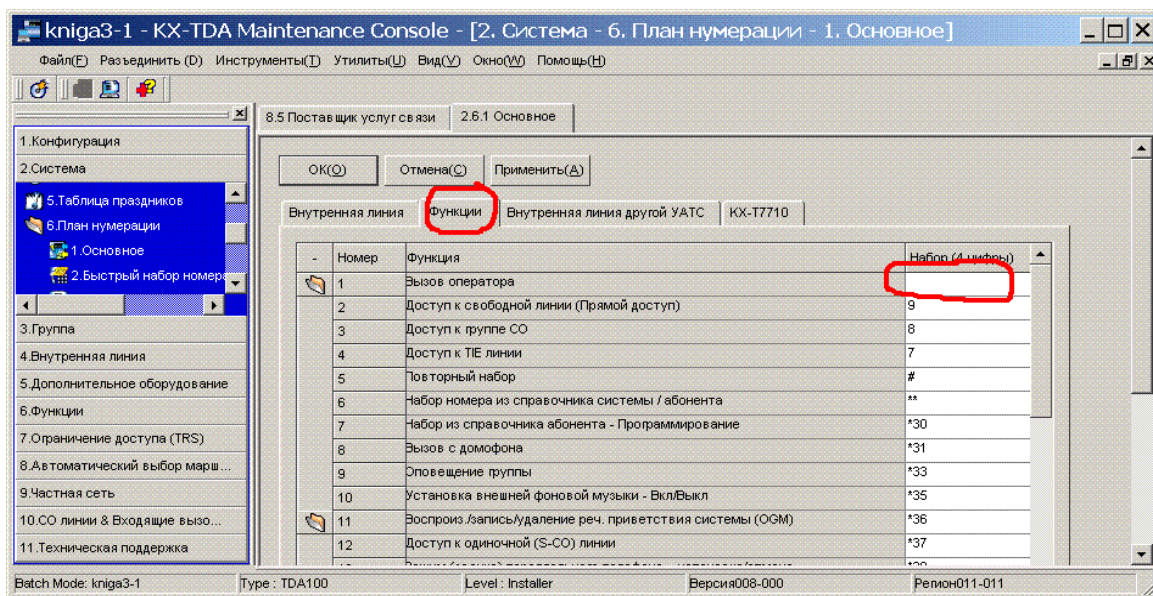 kniga3-1 - KX-TDA Maintenance Console - [2. Система - 6. План нумерации - 1. Основное]
Файл(F) Разъединить (D) Инструменты(T) Утилиты(U) Вид(V) Окно(W) Помощь(H)
8.5 Поставщик услуг связи 2.6.1 Основное
1.Конфигурация
2.Система
5.Таблица праздников
6.План нумерации
1.Основное
2.Быстрый набор номера
3.Группа
4.Внутренняя линия
5.Дополнительное оборудование
6.Функции
7.Ограничение доступа (TRS)
8.Автоматический выбор марш...
9.Частная сеть
10.CO линии & Входящие вызо...
11.Техническая поддержка
OK(O) Отмена(C) Применить(A)
Внутренняя линия Функции Внутренняя линия другой УАТС KX-T7710
- Номер Функция Набор (4 цифры)
1 Вызов оператора
2 Доступ к свободной линии (Прямой доступ) 9
3 Доступ к группе CO 8
4 Доступ к TIE линии 7
5 Повторный набор #
6 Набор номера из справочника системы / абонента **
7 Набор из справочника абонента - Программирование *30
8 Вызов с домофона *31
9 Оповещение группы *33
10 Установка внешней фоновой музыки - Вкл/Выкл *35
11 Воспроиз./запись/удаление реч. приветствия системы (OGM) *36
12 Доступ к одиночной (S-CO) линии *37
Batch Mode: kniga3-1 Type : TDA100 Level : Installer Версия008-000 Регион011-011